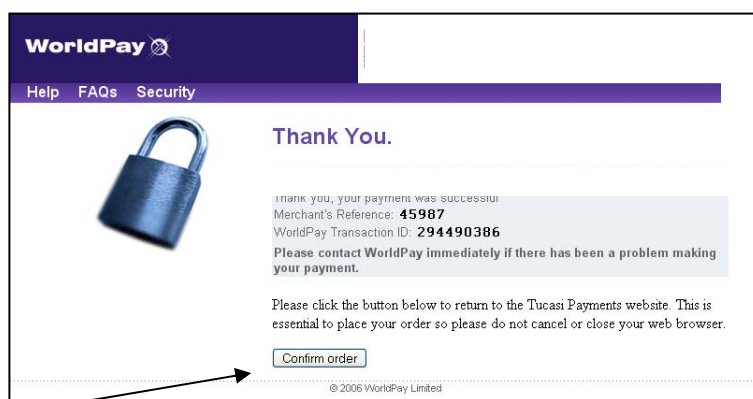 WorldPay
Help FAQs Security
Thank You.
Thank you, your payment was successful
Merchant's Reference: 45987
WorldPay Transaction ID: 294490386
Please contact WorldPay immediately if there has been a problem making
your payment.
Please click the button below to return to the Tucasi Payments website. This is
essential to place your order so please do not cancel or close your web browser.
Confirm order
© 2006 WorldPay Limited